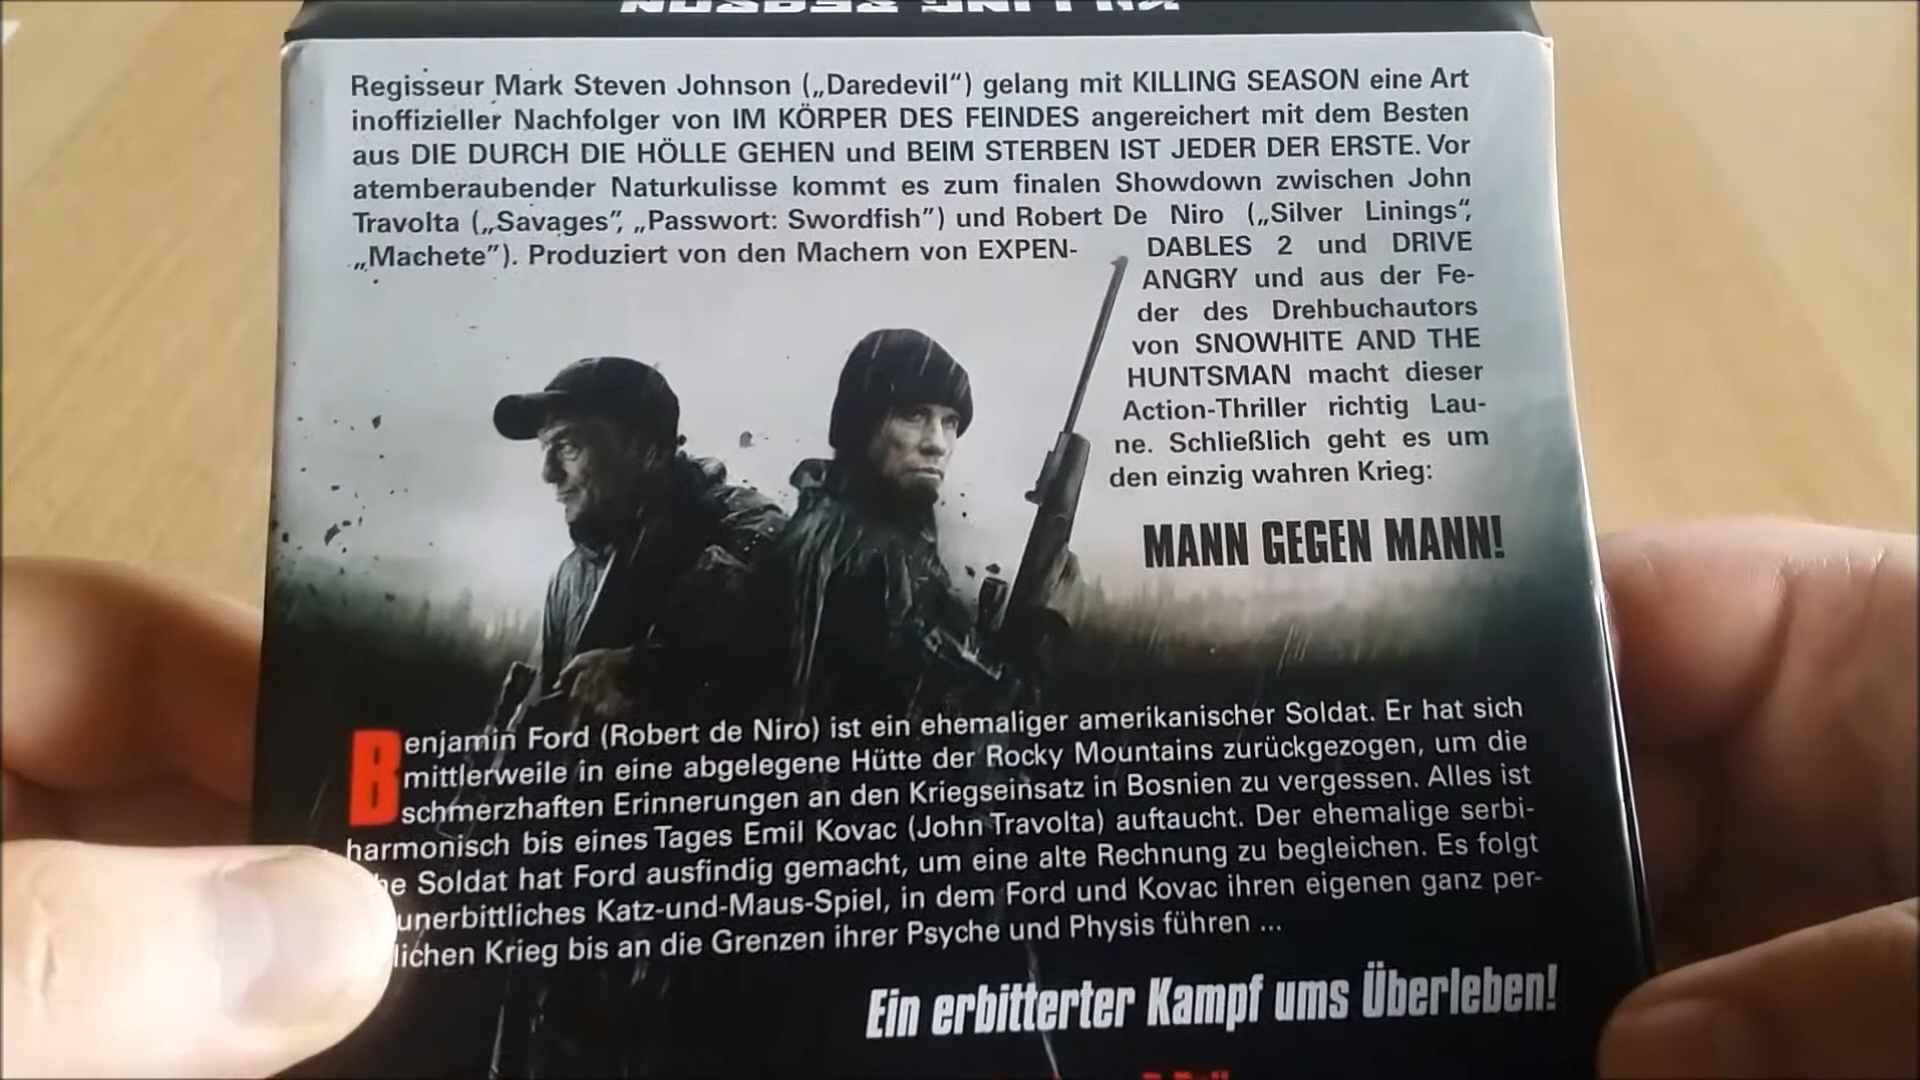 KILLING SEASON
Regisseur Mark Steven Johnson („Daredevil“) gelang mit KILLING SEASON eine Art
inoffizieller Nachfolger von IM KÖRPER DES FEINDES angereichert mit dem Besten
aus DIE DURCH DIE HÖLLE GEHEN und BEIM STERBEN IST JEDER DER ERSTE. Vor
atemberaubender Naturkulisse kommt es zum finalen Showdown zwischen John
Travolta („Savages”, „Passwort: Swordfish”) und Robert De Niro („Silver Linings“,
„Machete”). Produziert von den Machern von EXPEN-
DABLES 2 und DRIVE
ANGRY und aus der Fe-
der des Drehbuchautors
von SNOWHITE AND THE
HUNTSMAN macht dieser
Action-Thriller richtig Lau-
ne. Schließlich geht es um
den einzig wahren Krieg:
MANN GEGEN MANN!
Benjamin Ford (Robert de Niro) ist ein ehemaliger amerikanischer Soldat. Er hat sich
mittlerweile in eine abgelegene Hütte der Rocky Mountains zurückgezogen, um die
schmerzhaften Erinnerungen an den Kriegseinsatz in Bosnien zu vergessen. Alles ist
harmonisch bis eines Tages Emil Kovac (John Travolta) auftaucht. Der ehemalige serbi-
he Soldat hat Ford ausfindig gemacht, um eine alte Rechnung zu begleichen. Es folgt
unerbittliches Katz-und-Maus-Spiel, in dem Ford und Kovac ihren eigenen ganz per-
lichen Krieg bis an die Grenzen ihrer Psyche und Physis führen ...
Ein erbitterter Kampf ums Überleben!